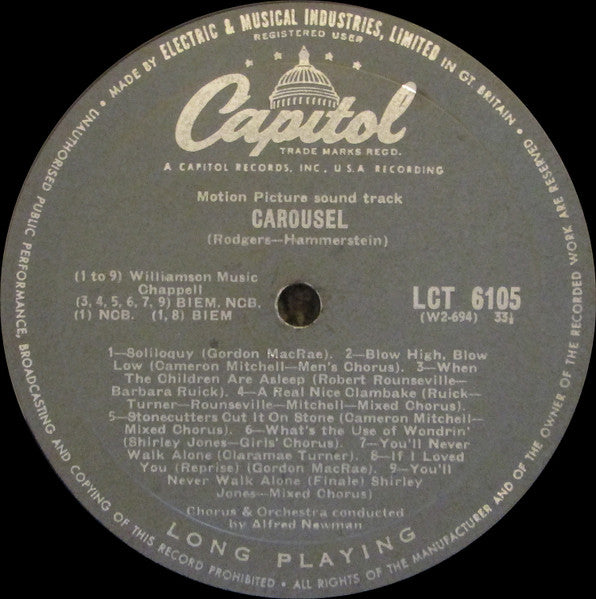 MADE BY ELECTRIC & MUSICAL INDUSTRIES, LIMITED IN GT BRITAIN •
REGISTERED USER
Capitol
TRADE MARKS REGD.
A CAPITOL RECORDS, INC., U.S.A RECORDING
Motion Picture sound track
CAROUSEL
(Rodgers—Hammerstein)
(1 to 9) Williamson Music
Chappell
(3, 4, 5, 6, 7, 9) BIEM, NCB.
(1) NCB. (1, 8) BIEM
LCT 6105
(W2-694) 33⅓
1—Soliloquy (Gordon MacRae). 2—Blow High, Blow
Low (Cameron Mitchell—Men's Chorus). 3—When
The Children Are Asleep (Robert Rounseville—
Barbara Ruick). 4—A Real Nice Clambake (Ruick—
Turner—Rounseville—Mitchell—Mixed Chorus).
5—Stonecutters Cut It On Stone (Cameron Mitchell—
Mixed Chorus). 6—What's the Use of Wondrin'
(Shirley Jones—Girls' Chorus). 7—You'll Never
Walk Alone (Claramae Turner). 8—If I Loved
You (Reprise) (Gordon MacRae). 9—You'll
Never Walk Alone (Finale) Shirley
Jones—Mixed Chorus)
Chorus & Orchestra conducted
by Alfred Newman
LONG PLAYING
UNAUTHORISED PUBLIC PERFORMANCE, BROADCASTING AND COPYING OF THIS RECORD PROHIBITED • ALL RIGHTS OF THE MANUFACTURER AND OF THE OWNER OF THE RECORDED WORK ARE RESERVED •